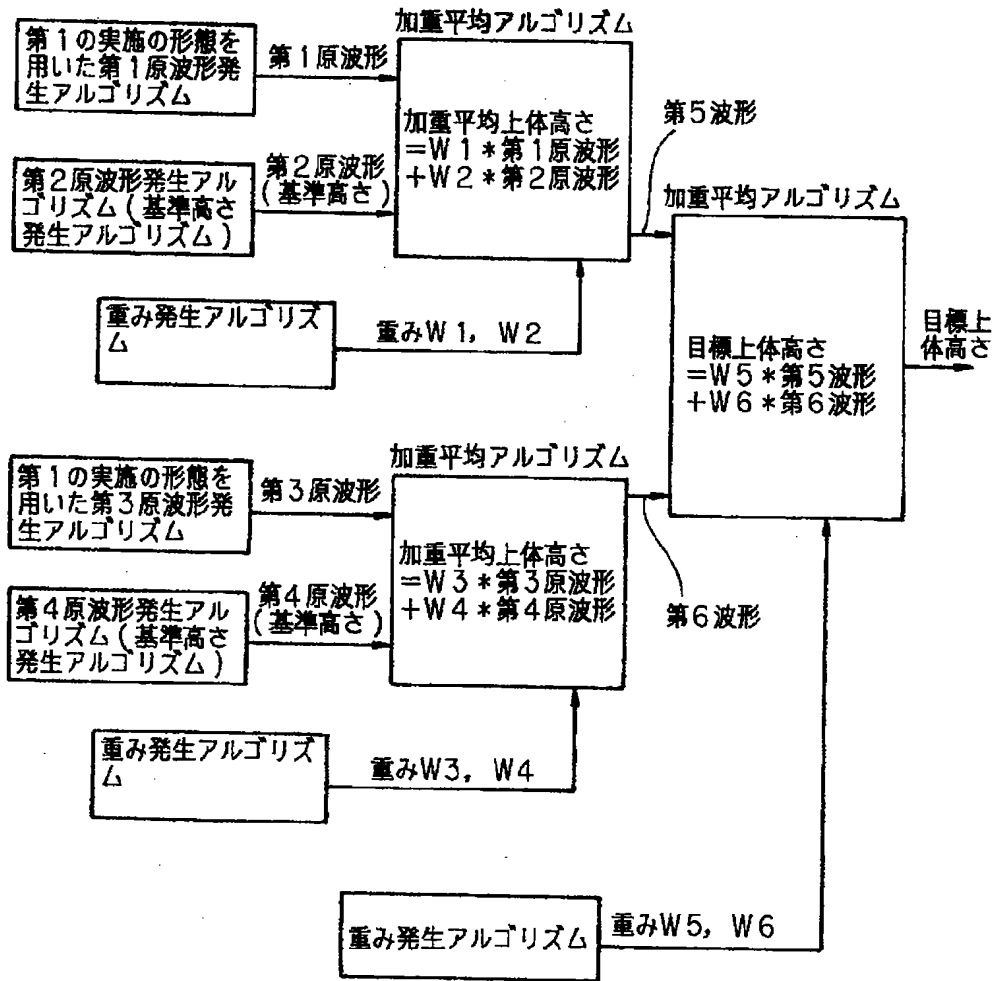 加重平均アルゴリズム
第1の実施の形態を
用いた第1原波形発
生アルゴリズム
第1原波形
加重平均上体高さ
=W1*第1原波形
+W2*第2原波形
第2原波形発生アル
ゴリズム(基準高さ
発生アルゴリズム)
第2原波形
(基準高さ)
重み発生アルゴリズ
ム
重みW1, W2
第5波形
加重平均アルゴリズム
目標上体高さ
=W5*第5波形
+W6*第6波形
目標上
体高さ
加重平均アルゴリズム
第1の実施の形態を
用いた第3原波形発
生アルゴリズム
第3原波形
加重平均上体高さ
=W3*第3原波形
+W4*第4原波形
第4原波形発生アル
ゴリズム(基準高さ
発生アルゴリズム)
第4原波形
(基準高さ)
第6波形
重み発生アルゴリズ
ム
重みW3, W4
重み発生アルゴリズム
重みW5, W6